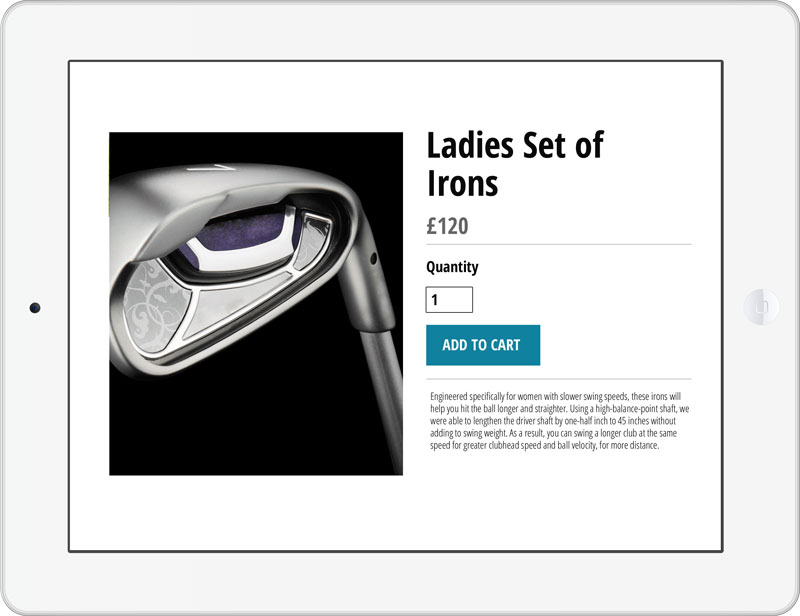 Ladies Set of
Irons
£120
Quantity
1
ADD TO CART
Engineered specifically for women with slower swing speeds, these irons will
help you hit the ball longer and straighter. Using a high-balance-point shaft, we
were able to lengthen the driver shaft by one-half inch to 45 inches without
adding to swing weight. As a result, you can swing a longer club at the same
speed for greater clubhead speed and ball velocity, for more distance.